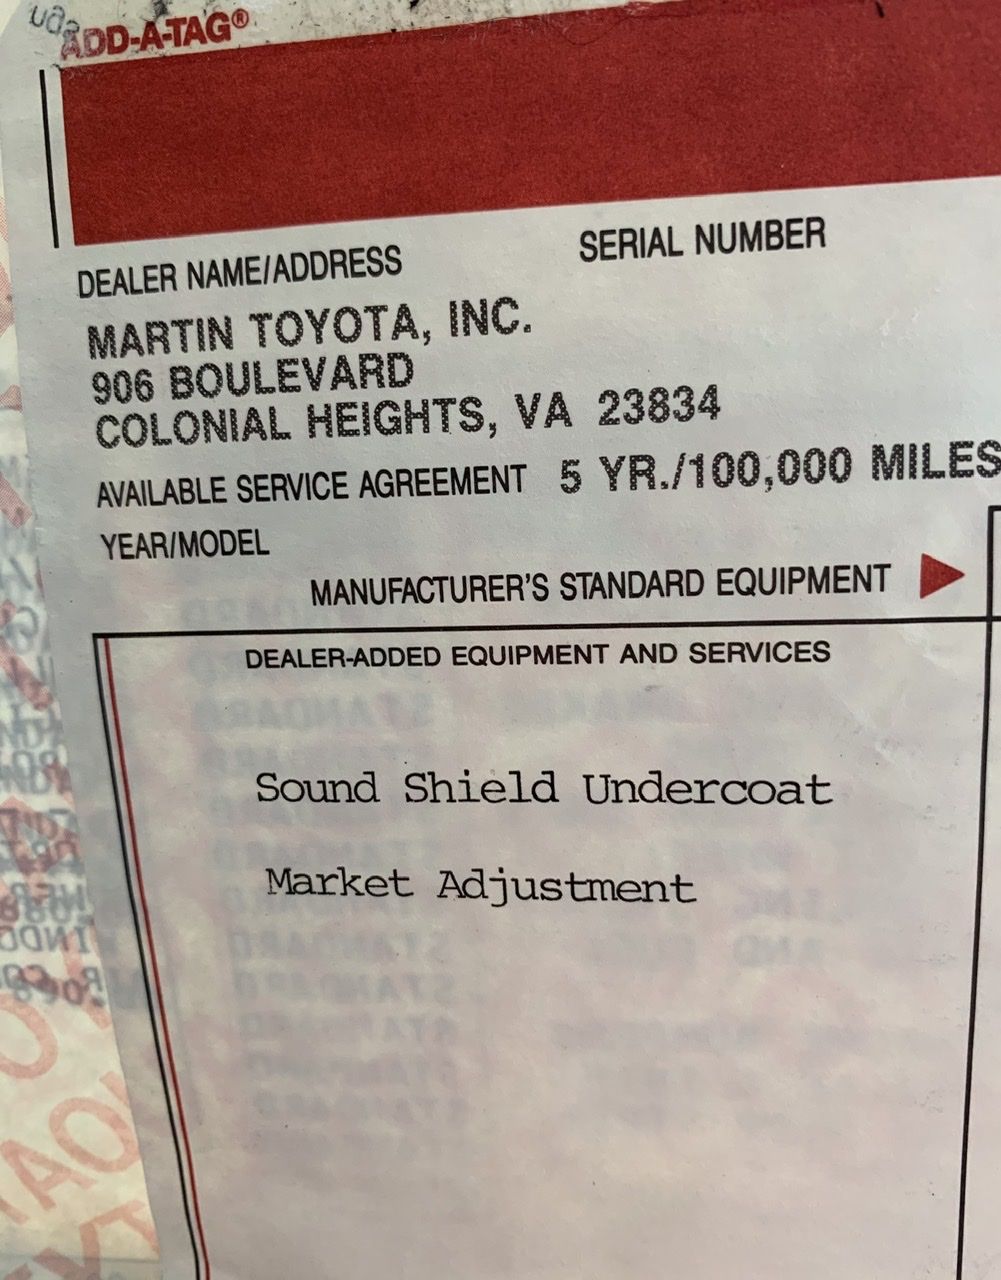 ADD-A-TAG®
DEALER NAME/ADDRESS SERIAL NUMBER
MARTIN TOYOTA, INC.
906 BOULEVARD
COLONIAL HEIGHTS, VA 23834
AVAILABLE SERVICE AGREEMENT 5 YR./100,000 MILES
YEAR/MODEL
MANUFACTURER'S STANDARD EQUIPMENT
DEALER-ADDED EQUIPMENT AND SERVICES
Sound Shield Undercoat
Market Adjustment